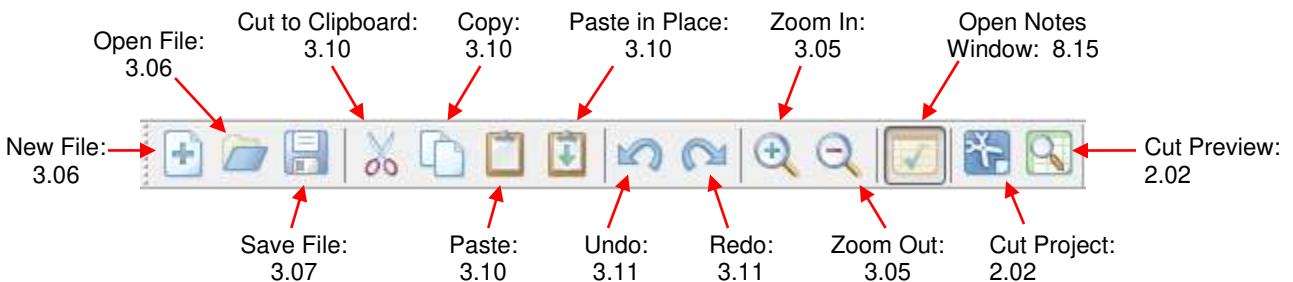 Cut to Clipboard:
3.10
Copy:
3.10
Paste in Place:
3.10
Zoom In:
3.05
Open Notes
Window: 8.15
Open File:
3.06
New File:
3.06
Cut Preview:
2.02
Save File:
3.07
Paste:
3.10
Undo:
3.11
Redo:
3.11
Zoom Out:
3.05
Cut Project:
2.02